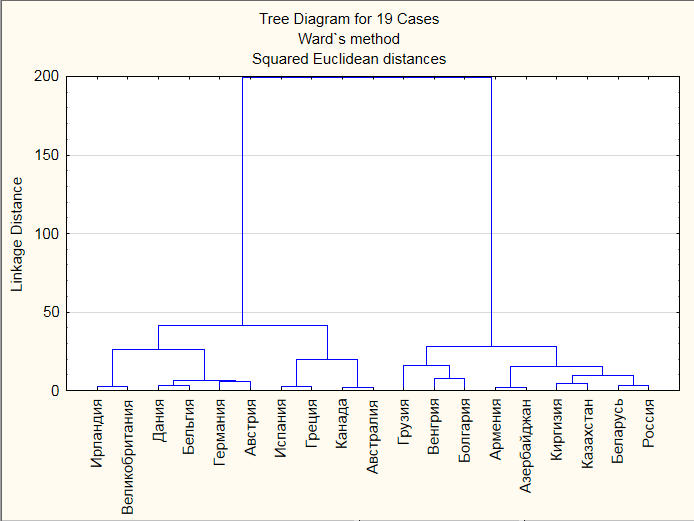 Tree Diagram for 19 Cases
Ward`s method
Squared Euclidean distances
Linkage Distance
200
150
100
50
0
Ирландия
Великобритания
Дания
Бельгия
Германия
Австрия
Испания
Греция
Канада
Австралия
Грузия
Венгрия
Болгария
Армения
Азербайджан
Киргизия
Казахстан
Беларусь
Россия